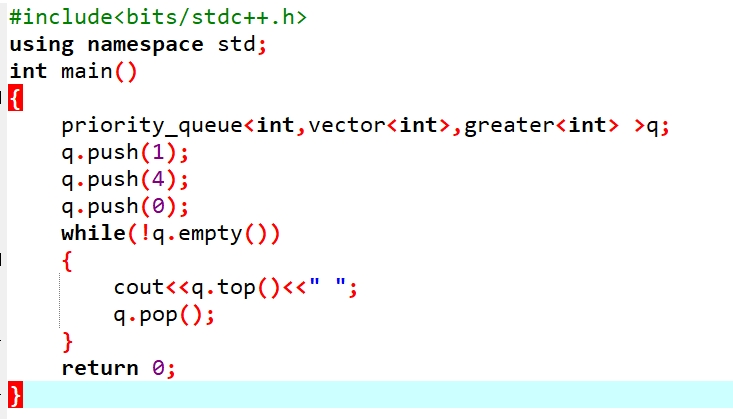 #include<bits/stdc++.h>
using namespace std;
int main()
{
    priority_queue<int,vector<int>,greater<int> >q;
    q.push(1);
    q.push(4);
    q.push(0);
    while(!q.empty())
    {
        cout<<q.top()<<" ";
        q.pop();
    }
    return 0;
}